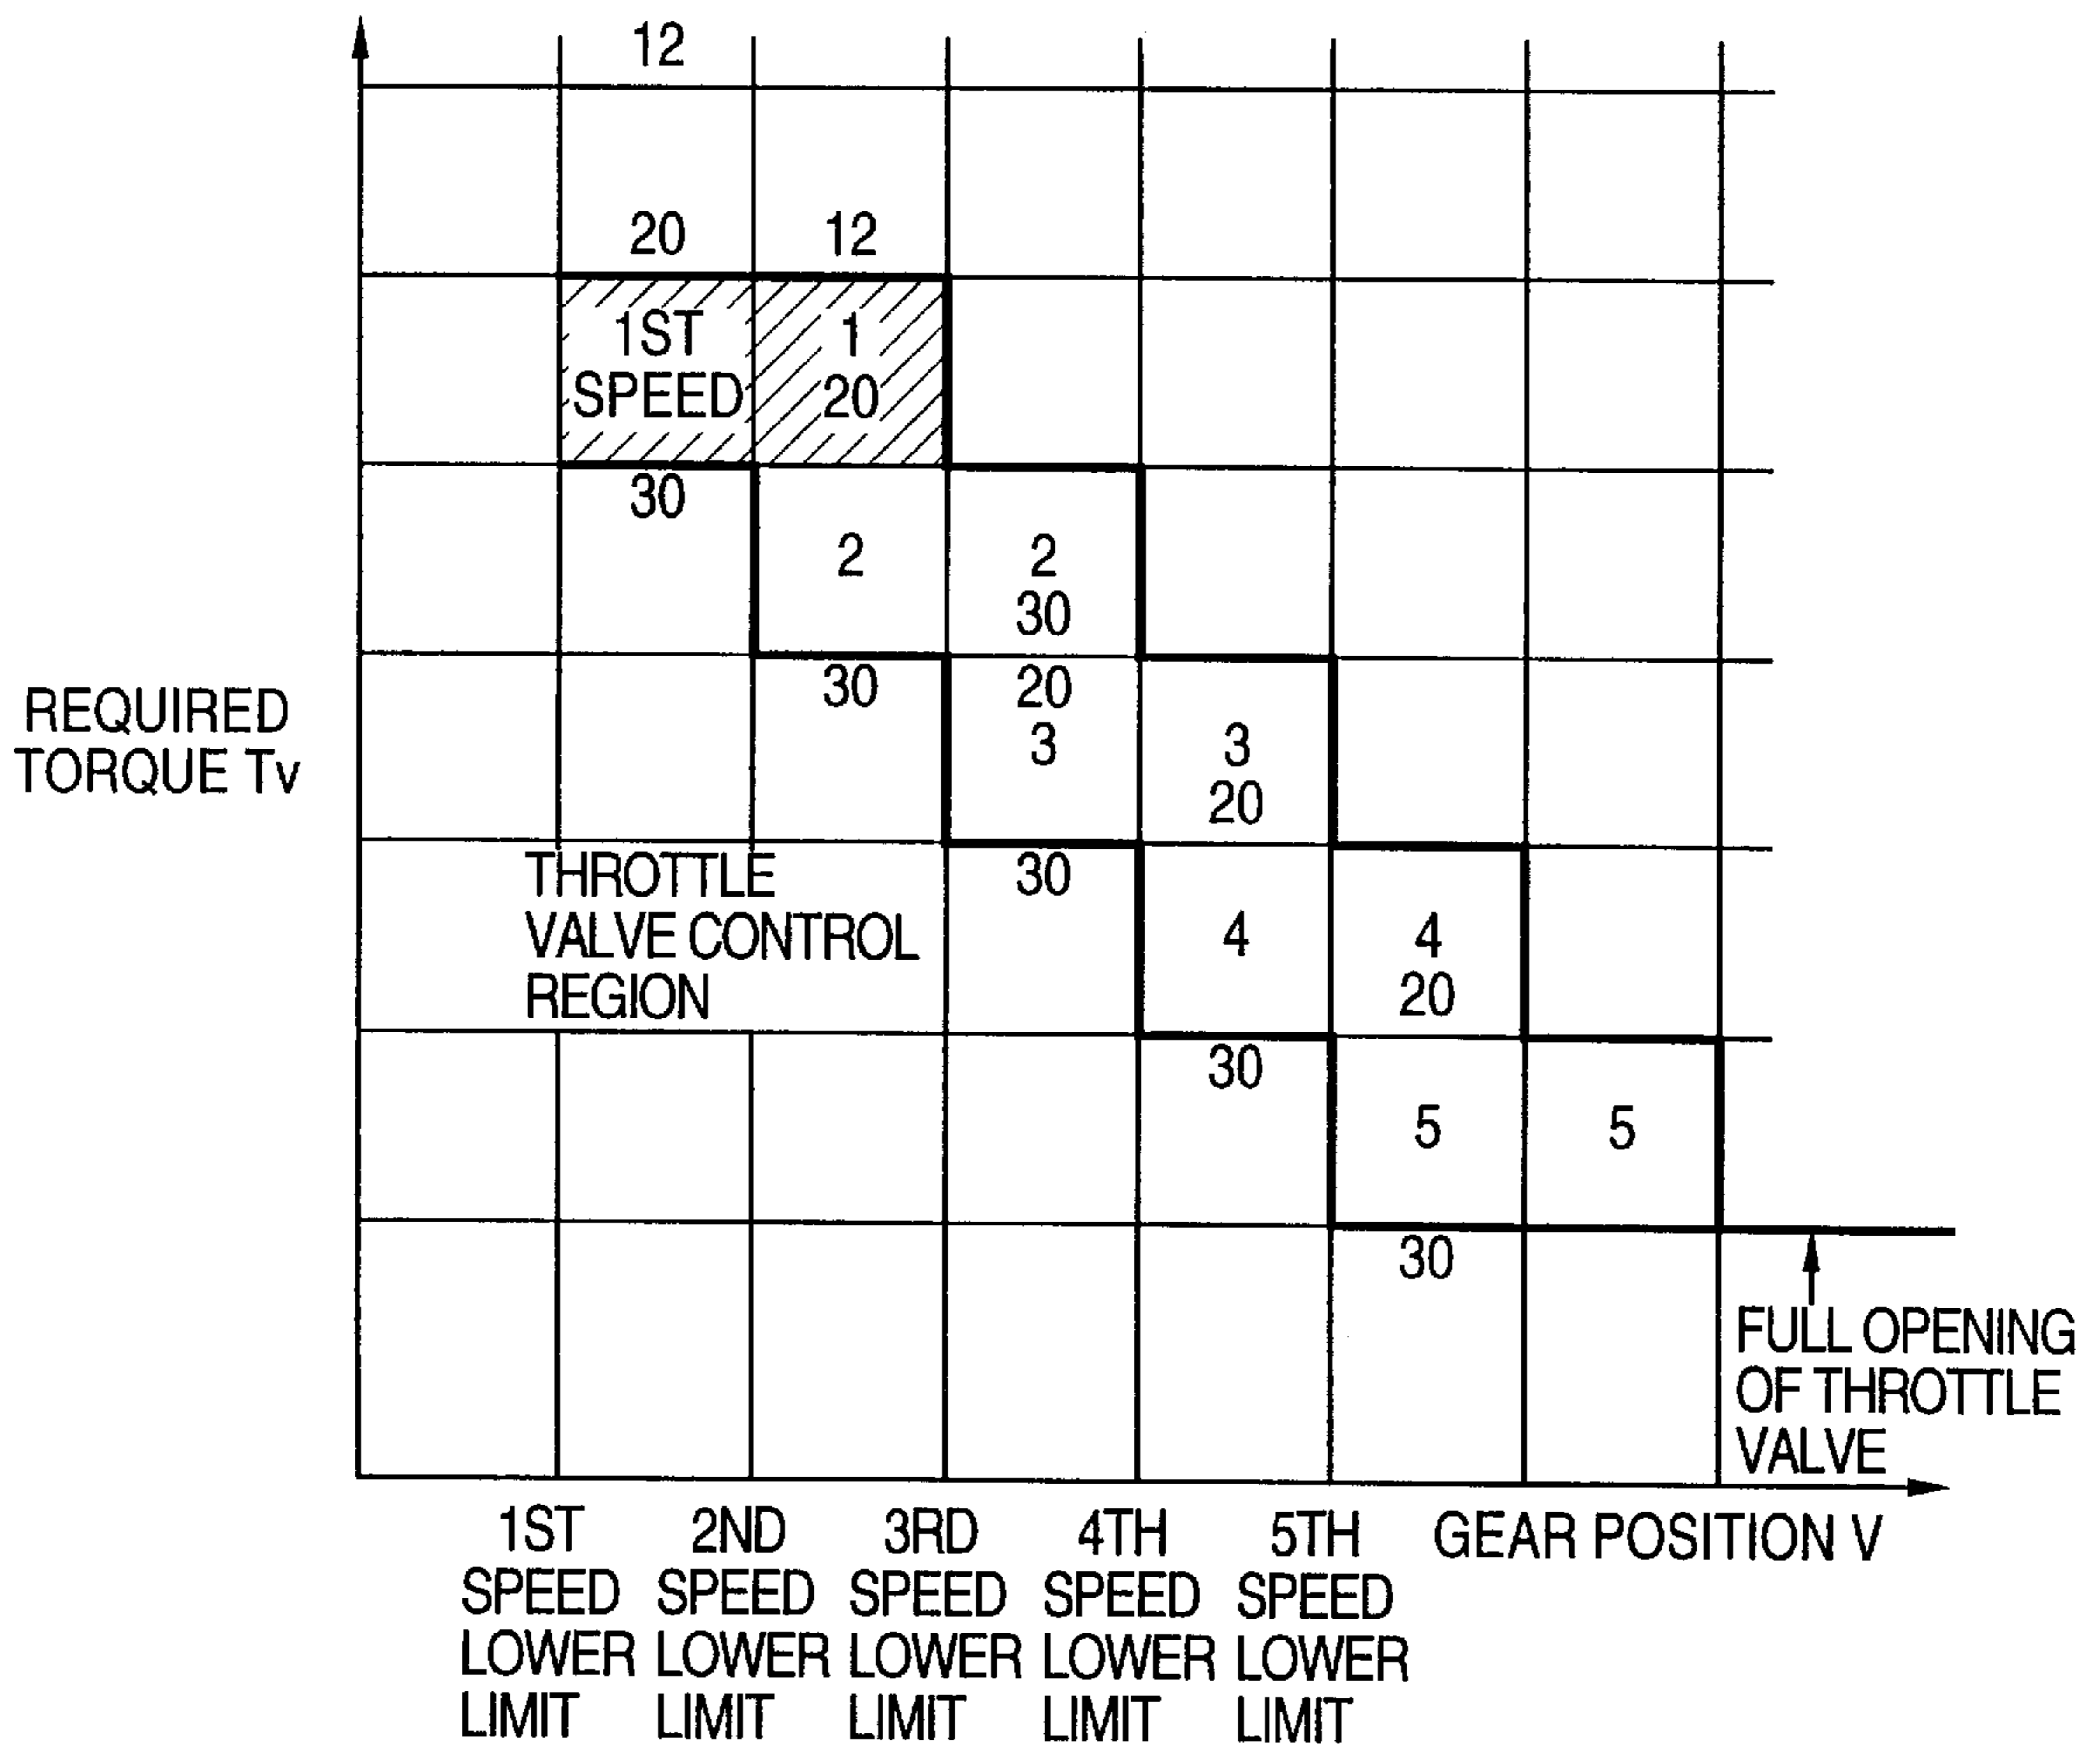 12
20 12
1ST 1
SPEED 20
30
2 2
30
30 20
3 3
20
REQUIRED
TORQUE Tv
THROTTLE
VALVE CONTROL
REGION
30
4 4
20
30
5 5
30
FULL OPENING
OF THROTTLE
VALVE
1ST 2ND 3RD 4TH 5TH GEAR POSITION V
SPEED SPEED SPEED SPEED SPEED
LOWER LOWER LOWER LOWER LOWER
LIMIT LIMIT LIMIT LIMIT LIMIT